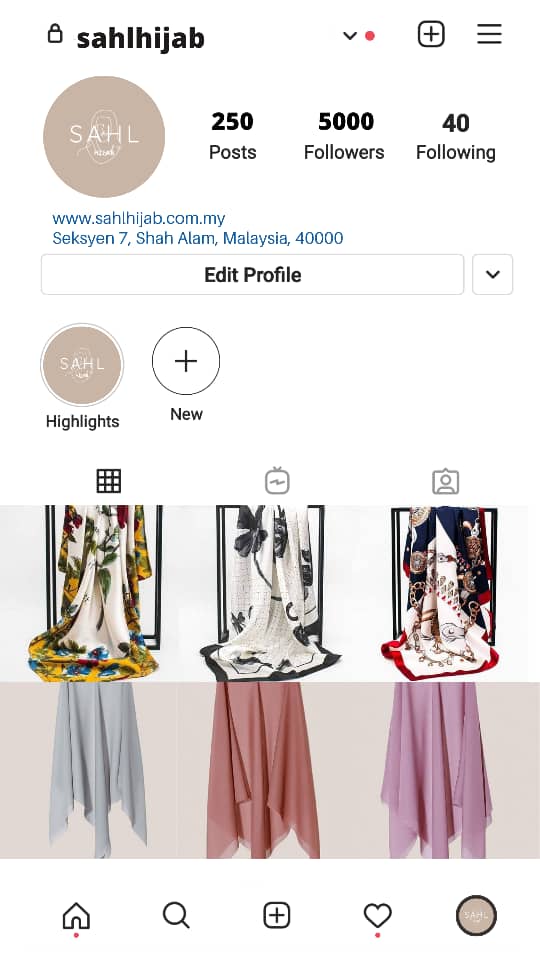 sahlhijab
SAHL
hijab
250 5000 40
Posts Followers Following
www.sahlhijab.com.my
Seksyen 7, Shah Alam, Malaysia, 40000
Edit Profile
SAHL
Highlights New
SAHL